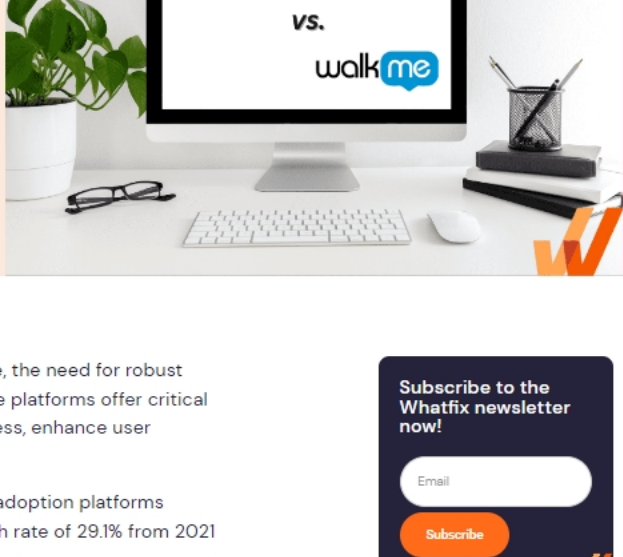 vs.
walkme
, the need for robust
e platforms offer critical
ess, enhance user
adoption platforms
h rate of 29.1% from 2021
Subscribe to the
Whatfix newsletter
now!
Email
Subscribe